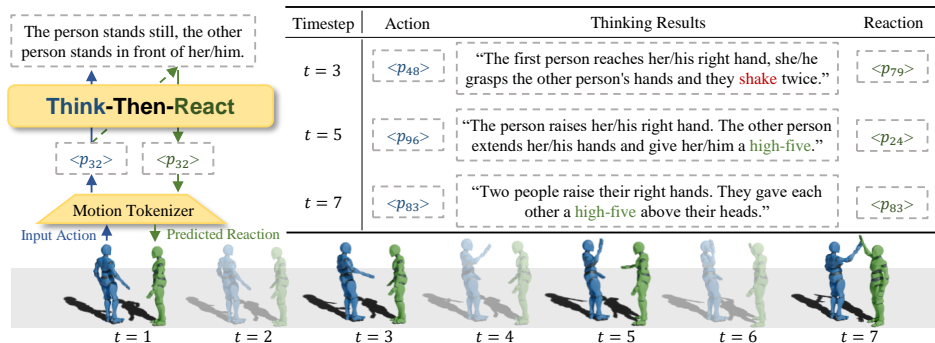 The person stands still, the other
person stands in front of her/him.
Think-Then-React
<p32>
<p32>
Motion Tokenizer
Input Action
Predicted Reaction
Timestep Action Thinking Results Reaction
t = 3
<p48>
"The first person reaches her/his right hand, she/he
grasps the other person's hands and they shake twice."
<p79>
t = 5
<p96>
"The person raises her/his right hand. The other person
extends her/his hands and give her/him a high-five."
<p24>
t = 7
<p83>
"Two people raise their right hands. They gave each
other a high-five above their heads."
<p83>
t = 1 t = 2 t = 3 t = 4 t = 5 t = 6 t = 7